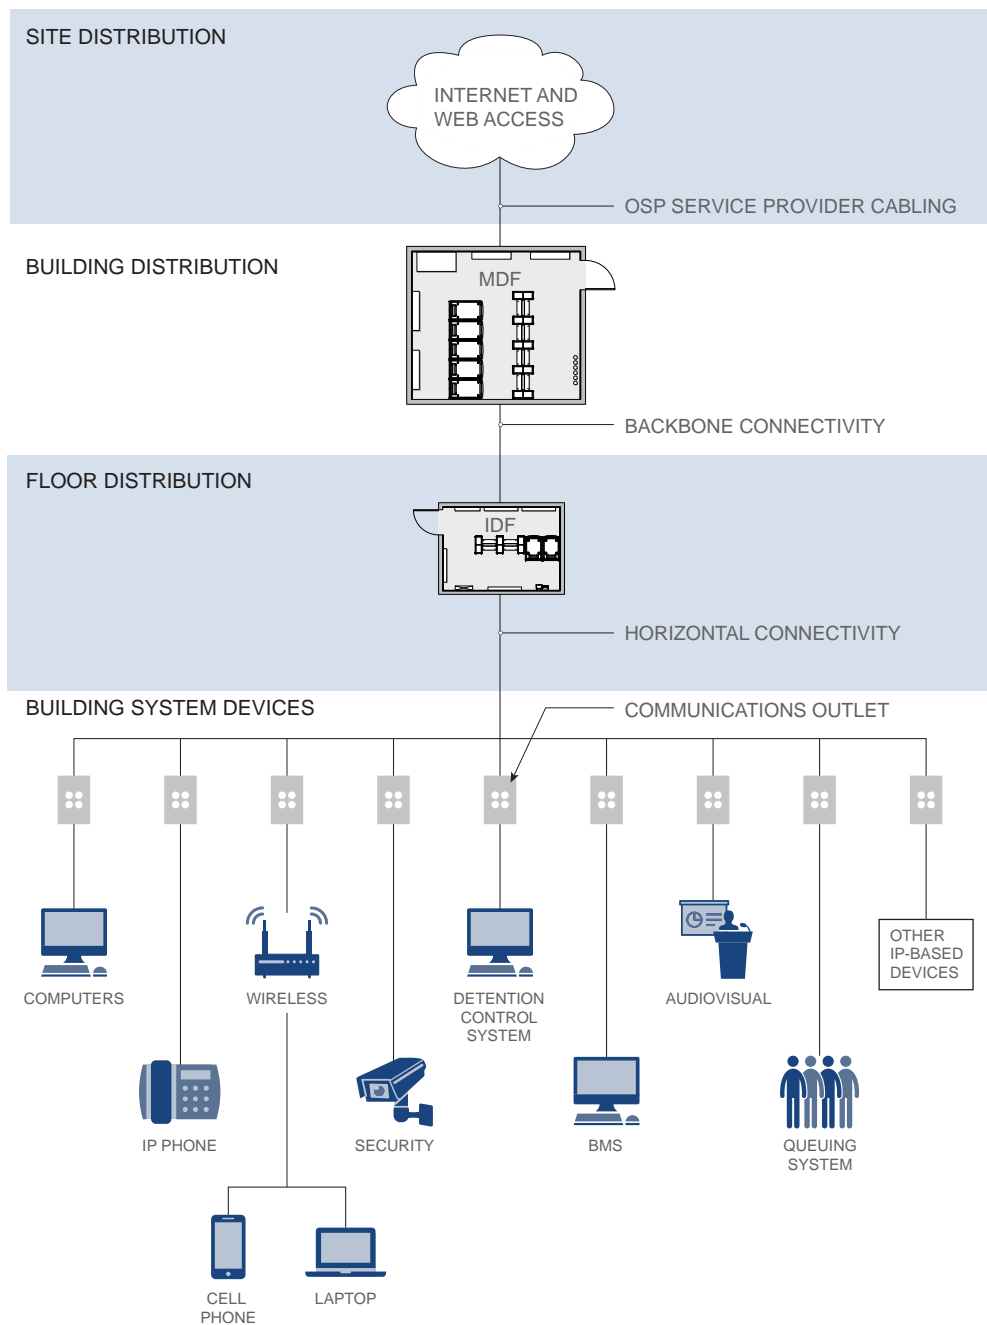 SITE DISTRIBUTION
INTERNET AND
WEB ACCESS
OSP SERVICE PROVIDER CABLING
BUILDING DISTRIBUTION
MDF
BACKBONE CONNECTIVITY
FLOOR DISTRIBUTION
IDF
HORIZONTAL CONNECTIVITY
BUILDING SYSTEM DEVICES
COMMUNICATIONS OUTLET
COMPUTERS
WIRELESS
DETENTION
CONTROL
SYSTEM
AUDIOVISUAL
OTHER
IP-BASED
DEVICES
IP PHONE
SECURITY
BMS
QUEUING
SYSTEM
CELL
PHONE
LAPTOP